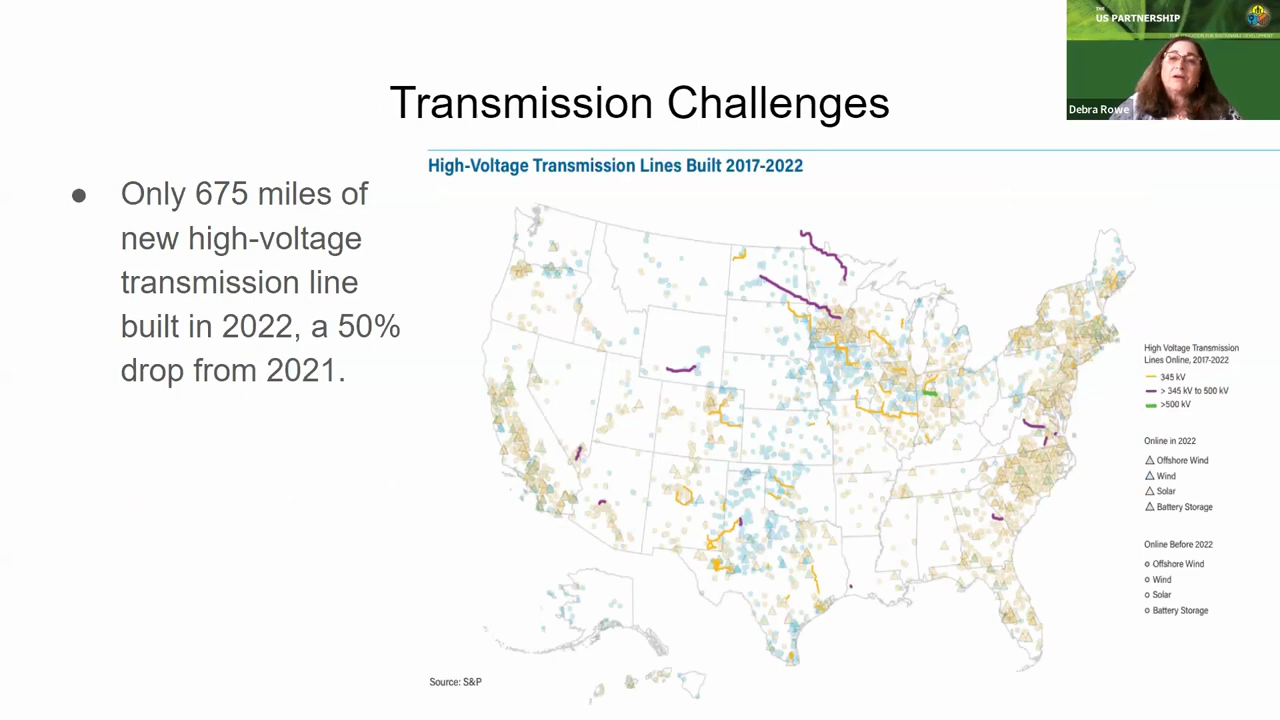 THE
US PARTNERSHIP
Debra Rowe
Transmission Challenges
● Only 675 miles of
new high-voltage
transmission line
built in 2022, a 50%
drop from 2021.
High-Voltage Transmission Lines Built 2017-2022
High Voltage Transmission
Lines Online, 2017-2022
345 kV
> 345 kV to 500 kV
>500 kV
Online in 2022
Offshore Wind
Wind
Solar
Battery Storage
Online Before 2022
Offshore Wind
Wind
Solar
Battery Storage
Source: S&P